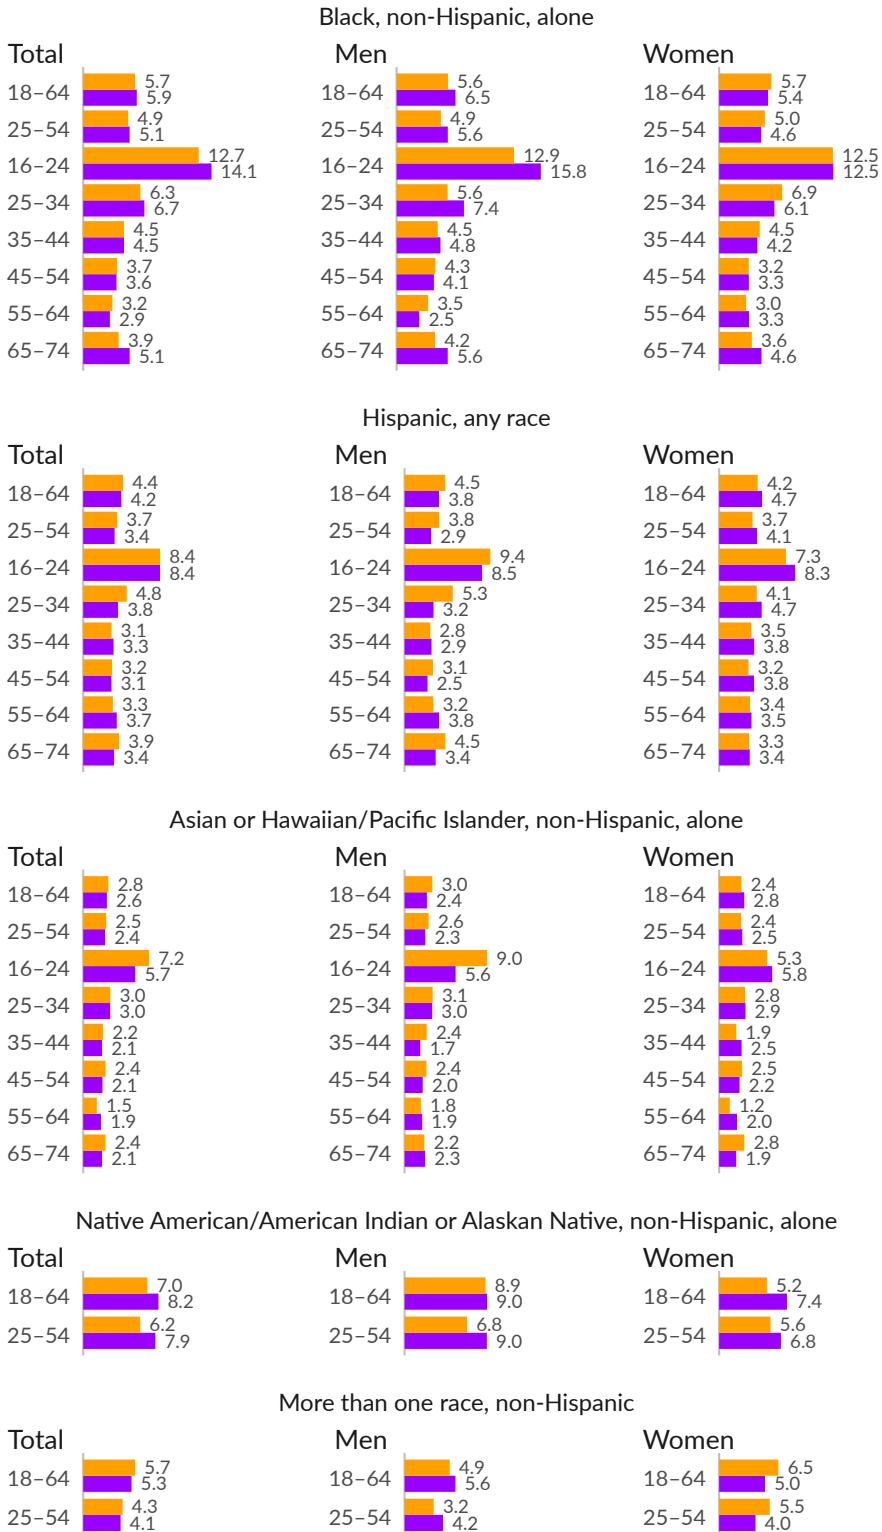 Black, non-Hispanic, alone
Total Men Women
5.7 5.6 5.7
18–64 18–64 18–64
5.9 6.5 5.4
4.9 4.9 5.0
25–54 25–54 25–54
5.1 5.6 4.6
12.7 12.9 12.5
16–24 16–24 16–24
14.1 15.8 12.5
6.3 5.6 6.9
25–34 25–34 25–34
6.7 7.4 6.1
4.5 4.5 4.5
35–44 35–44 35–44
4.5 4.8 4.2
3.7 4.3 3.2
45–54 45–54 45–54
3.6 4.1 3.3
3.2 3.5 3.0
55–64 55–64 55–64
2.9 2.5 3.3
3.9 4.2 3.6
65–74 65–74 65–74
5.1 5.6 4.6
Hispanic, any race
Total Men Women
4.4 4.5 4.2
18–64 18–64 18–64
4.2 3.8 4.7
3.7 3.8 3.7
25–54 25–54 25–54
3.4 2.9 4.1
8.4 9.4 7.3
16–24 16–24 16–24
8.4 8.5 8.3
4.8 5.3 4.1
25–34 25–34 25–34
3.8 3.2 4.7
3.1 2.8 3.5
35–44 35–44 35–44
3.3 2.9 3.8
3.2 3.1 3.2
45–54 45–54 45–54
3.1 2.5 3.8
3.3 3.2 3.4
55–64 55–64 55–64
3.7 3.8 3.5
3.9 4.5 3.3
65–74 65–74 65–74
3.4 3.4 3.4
Asian or Hawaiian/Pacific Islander, non-Hispanic, alone
Total Men Women
2.8 3.0 2.4
18–64 18–64 18–64
2.6 2.4 2.8
2.5 2.6 2.4
25–54 25–54 25–54
2.4 2.3 2.5
7.2 9.0 5.3
16–24 16–24 16–24
5.7 5.6 5.8
3.0 3.1 2.8
25–34 25–34 25–34
3.0 3.0 2.9
2.2 2.4 1.9
35–44 35–44 35–44
2.1 1.7 2.5
2.4 2.4 2.5
45–54 45–54 45–54
2.1 2.0 2.2
1.5 1.8 1.2
55–64 55–64 55–64
1.9 1.9 2.0
2.4 2.2 2.8
65–74 65–74 65–74
2.1 2.3 1.9
Native American/American Indian or Alaskan Native, non-Hispanic, alone
Total Men Women
7.0 8.9 5.2
18–64 18–64 18–64
8.2 9.0 7.4
6.2 6.8 5.6
25–54 25–54 25–54
7.9 9.0 6.8
More than one race, non-Hispanic
Total Men Women
5.7 4.9 6.5
18–64 18–64 18–64
5.3 5.6 5.0
4.3 3.2 5.5
25–54 25–54 25–54
4.1 4.2 4.0